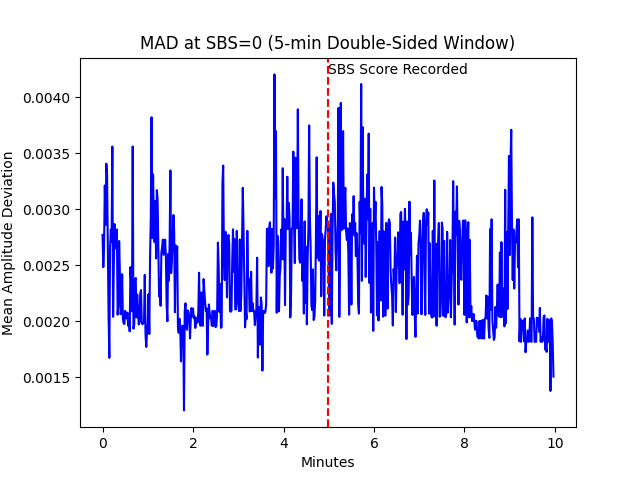 MAD at SBS=0 (5-min Double-Sided Window)
SBS Score Recorded
Mean Amplitude Deviation
0.0040
0.0035
0.0030
0.0025
0.0020
0.0015
0 2 4 6 8 10
Minutes